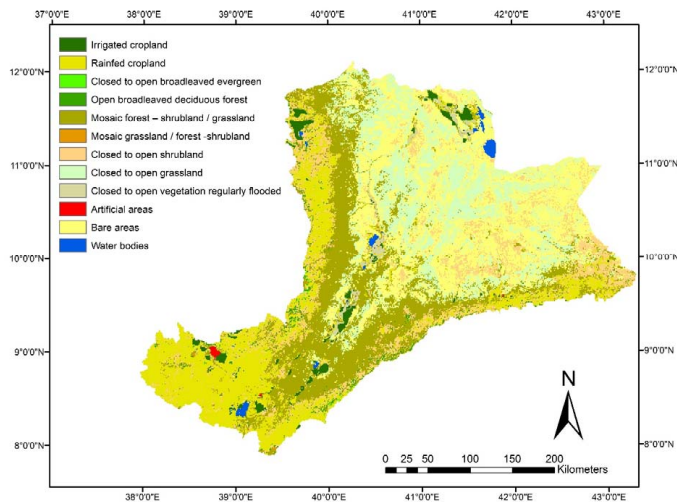 37°0'0"E 38°0'0"E 39°0'0"E 40°0'0"E 41°0'0"E 42°0'0"E 43°0'0"E
Irrigated cropland
Rainfed cropland
Closed to open broadleaved evergreen
Open broadleaved deciduous forest
Mosaic forest – shrubland / grassland
Mosaic grassland / forest -shrubland
Closed to open shrubland
Closed to open grassland
Closed to open vegetation regularly flooded
Artificial areas
Bare areas
Water bodies
12°0'0"N 12°0'0"N
11°0'0"N 11°0'0"N
10°0'0"N 10°0'0"N
9°0'0"N 9°0'0"N
8°0'0"N 8°0'0"N
N
0 25 50 100 150 200
Kilometers
38°0'0"E 39°0'0"E 40°0'0"E 41°0'0"E 42°0'0"E 43°0'0"E